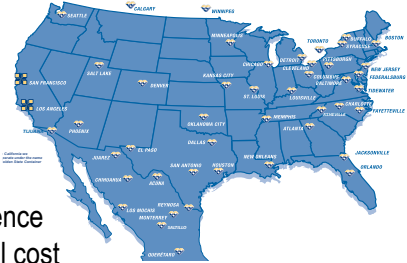 CALGARY
WINNIPEG
SEATTLE
MINNEAPOLIS
TORONTO
BUFFALO
SYRACUSE
BOSTON
DETROIT
CHICAGO
CLEVELAND
PITTSBURGH
NEW JERSEY
SALT LAKE
COLUMBUS
BALTIMORE
FEDERALSBURG
SAN FRANCISCO
DENVER
KANSAS CITY
ST. LOUIS
LOUISVILLE
TIDEWATER
LOS ANGELES
CHARLOTTE
FAYETTEVILLE
OKLAHOMA CITY
MEMPHIS
TIJUANA
PHOENIX
ATLANTA
DALLAS
JUAREZ
EL PASO
JACKSONVILLE
SAN ANTONIO
HOUSTON
NEW ORLEANS
ORLANDO
CHIHUAHUA
ACUNA
LOS MOCHIS
REYNOSA
MONTERREY
SALTILLO
QUERÉTARO
ence
l cost